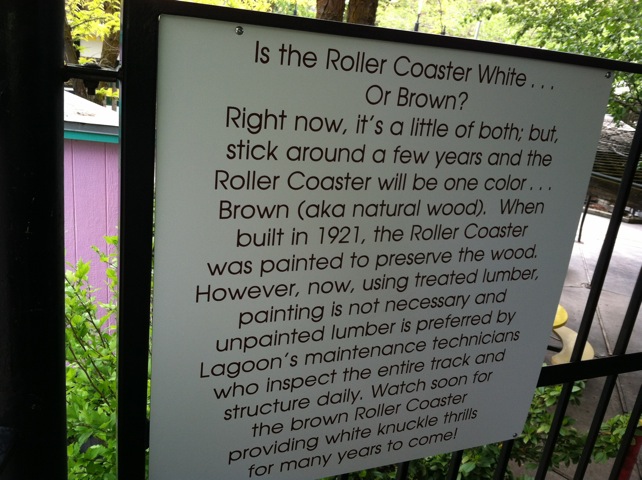 Is the Roller Coaster White . . .
Or Brown?
Right now, it's a little of both; but,
stick around a few years and the
Roller Coaster will be one color . . .
Brown (aka natural wood). When
built in 1921, the Roller Coaster
was painted to preserve the wood.
However, now, using treated lumber,
painting is not necessary and
unpainted lumber is preferred by
Lagoon's maintenance technicians
who inspect the entire track and
structure daily. Watch soon for
the brown Roller Coaster
providing white knuckle thrills
for many years to come!